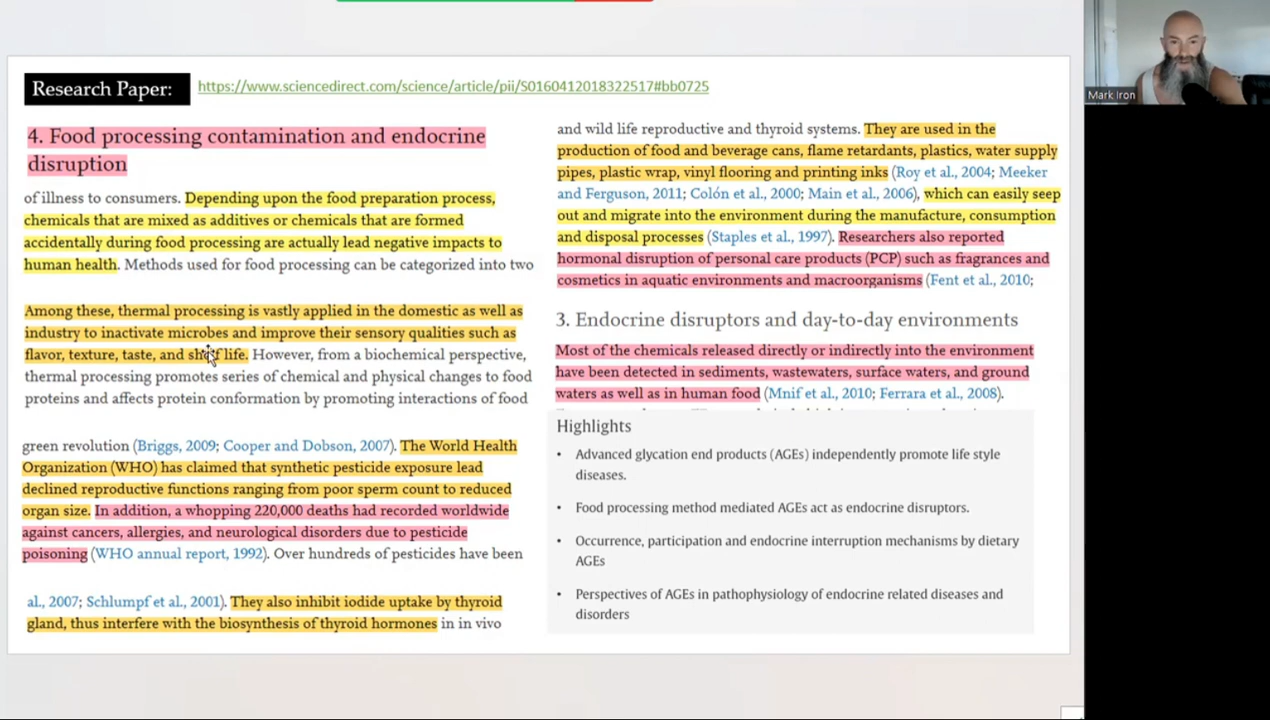 Research Paper:
https://www.sciencedirect.com/science/article/pii/S0160412018322517#bb0725
4. Food processing contamination and endocrine
disruption
of illness to consumers. Depending upon the food preparation process,
chemicals that are mixed as additives or chemicals that are formed
accidentally during food processing are actually lead negative impacts to
human health. Methods used for food processing can be categorized into two
Among these, thermal processing is vastly applied in the domestic as well as
industry to inactivate microbes and improve their sensory qualities such as
flavor, texture, taste, and shelf life. However, from a biochemical perspective,
thermal processing promotes series of chemical and physical changes to food
proteins and affects protein conformation by promoting interactions of food
green revolution (Briggs, 2009; Cooper and Dobson, 2007). The World Health
Organization (WHO) has claimed that synthetic pesticide exposure lead
declined reproductive functions ranging from poor sperm count to reduced
organ size. In addition, a whopping 220,000 deaths had recorded worldwide
against cancers, allergies, and neurological disorders due to pesticide
poisoning (WHO annual report, 1992). Over hundreds of pesticides have been
al., 2007; Schlumpf et al., 2001). They also inhibit iodide uptake by thyroid
gland, thus interfere with the biosynthesis of thyroid hormones in in vivo
and wild life reproductive and thyroid systems. They are used in the
production of food and beverage cans, flame retardants, plastics, water supply
pipes, plastic wrap, vinyl flooring and printing inks (Roy et al., 2004; Meeker
and Ferguson, 2011; Colón et al., 2000; Main et al., 2006), which can easily seep
out and migrate into the environment during the manufacture, consumption
and disposal processes (Staples et al., 1997). Researchers also reported
hormonal disruption of personal care products (PCP) such as fragrances and
cosmetics in aquatic environments and macroorganisms (Fent et al., 2010;
3. Endocrine disruptors and day-to-day environments
Most of the chemicals released directly or indirectly into the environment
have been detected in sediments, wastewaters, surface waters, and ground
waters as well as in human food (Mnif et al., 2010; Ferrara et al., 2008).
Highlights
• Advanced glycation end products (AGEs) independently promote life style
diseases.
• Food processing method mediated AGEs act as endocrine disruptors.
• Occurrence, participation and endocrine interruption mechanisms by dietary
AGEs
• Perspectives of AGEs in pathophysiology of endocrine related diseases and
disorders
Mark Iron